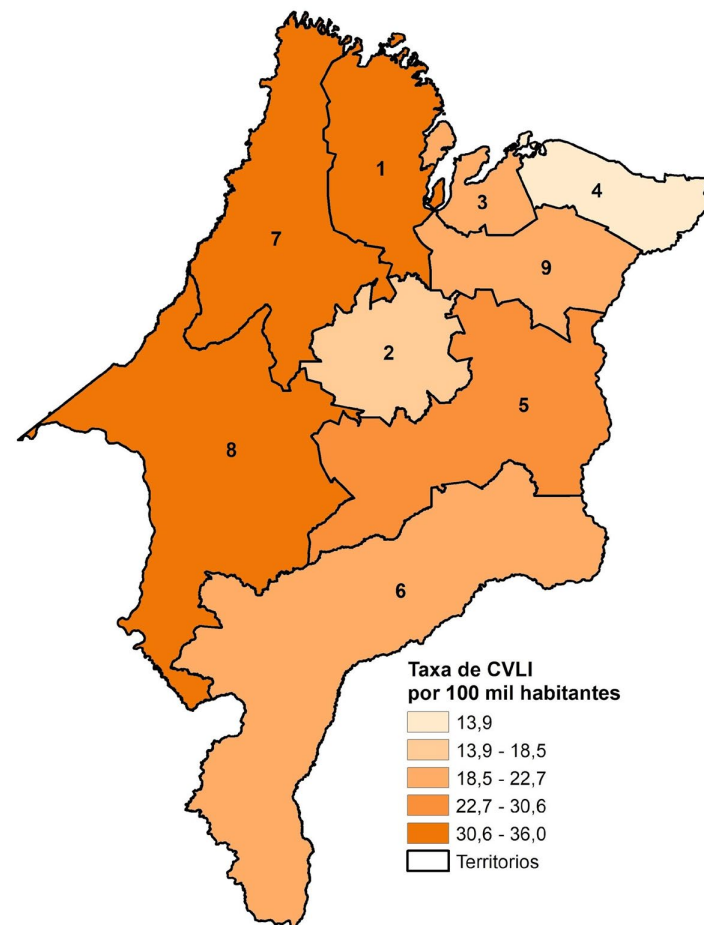 1
3
4
7
9
2
5
8
6
Taxa de CVLI
por 100 mil habitantes
13,9
13,9 - 18,5
18,5 - 22,7
22,7 - 30,6
30,6 - 36,0
Territorios